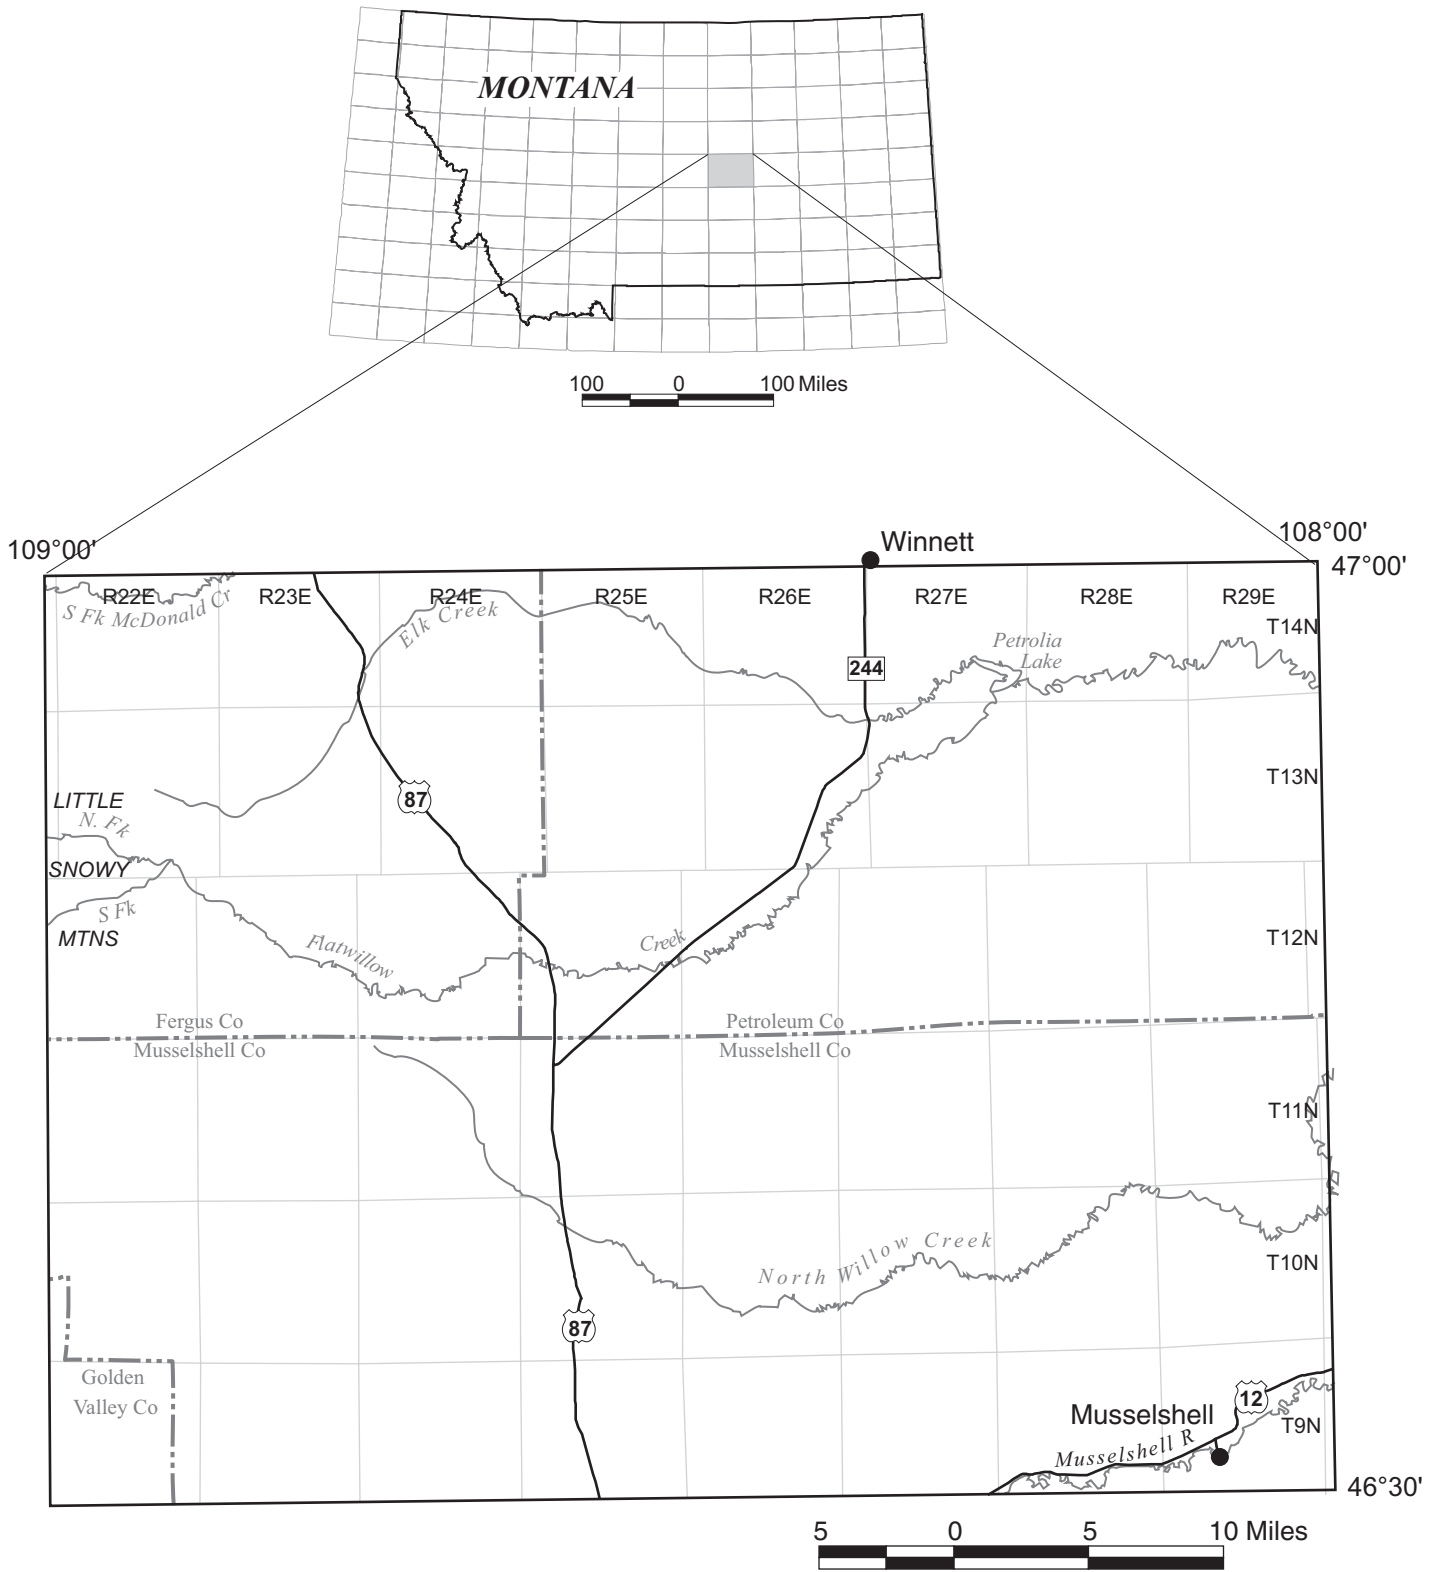 MONTANA
100 0 100 Miles
109°00'
108°00'
47°00'
Winnett
R22E R23E R24E R25E R26E R27E R28E R29E
S Fk McDonald Cr
Elk Creek
T14N
Petrolia
Lake
244
T13N
87
LITTLE
N. Fk
SNOWY
S Fk
MTNS
Flatwillow
Creek
T12N
Fergus Co
Musselshell Co
Petroleum Co
Musselshell Co
T11N
North Willow Creek
T10N
87
Golden
Valley Co
12
Musselshell
T9N
Musselshell R
46°30'
5 0 5 10 Miles